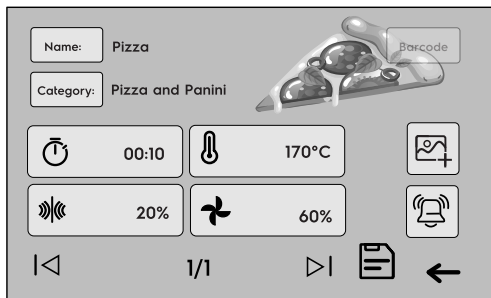 Name: Pizza
Barcode
Category: Pizza and Panini
00:10 170°C
20% 60%
1/1